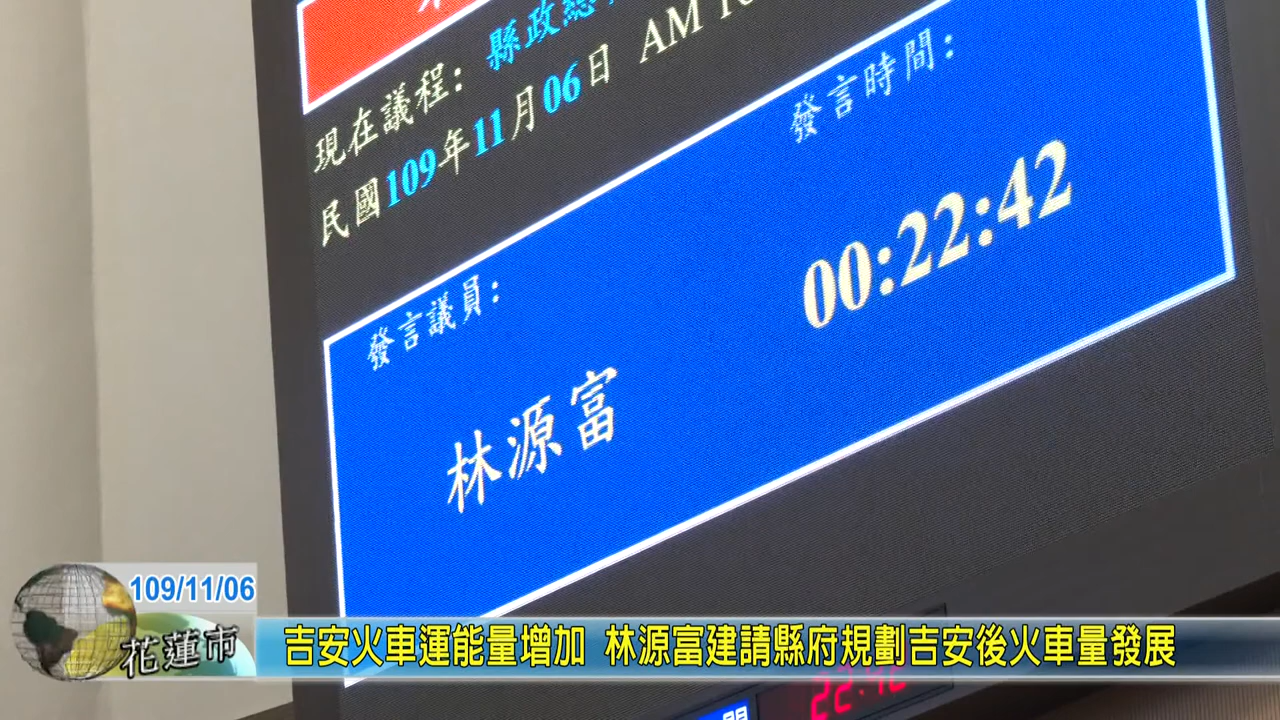 現在議程：縣政總
民國109年11月06日 AM
發言時間：
00:22:42
發言議員：
林源富
109/11/06
花蓮市
吉安火車運能量增加 林源富建請縣府規劃吉安後火車量發展
22:42